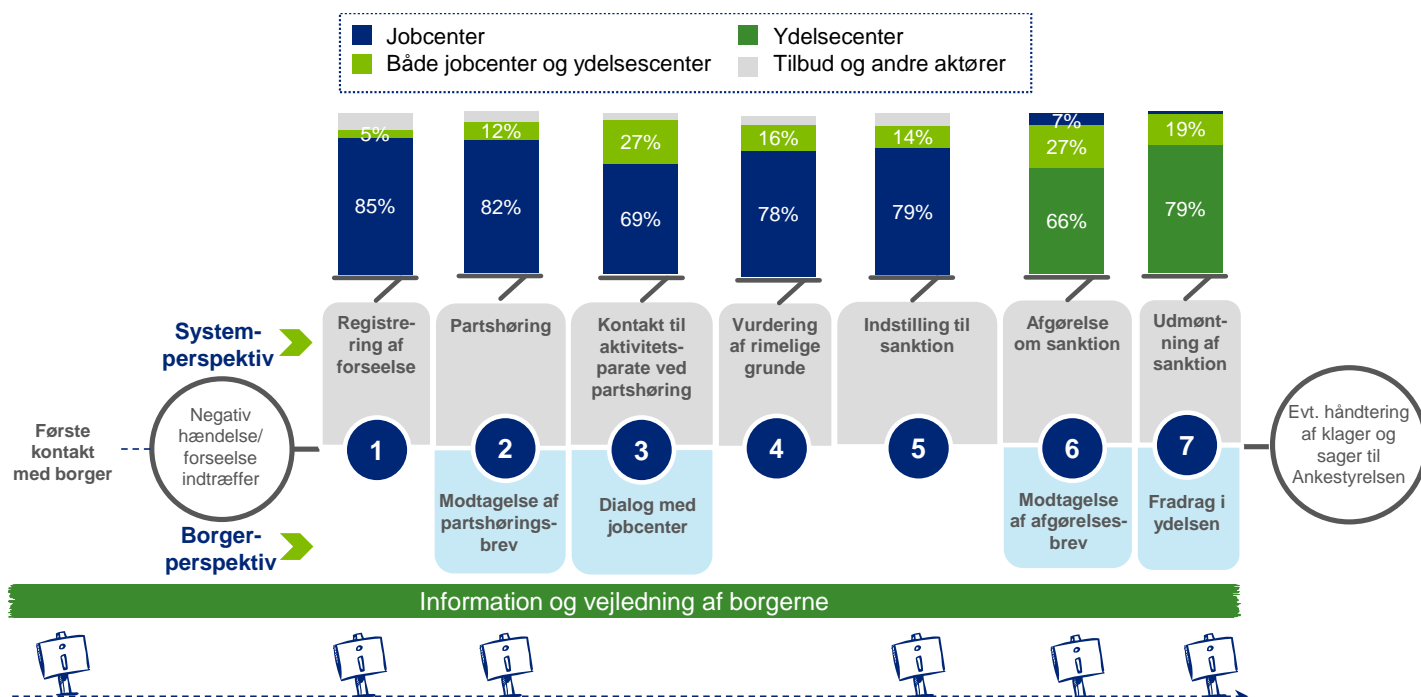 Jobcenter
Ydelsecenter
Både jobcenter og ydelsescenter
Tilbud og andre aktører
5%
85%
12%
82%
27%
69%
16%
78%
14%
79%
7%
27%
66%
19%
79%
System-
perspektiv
Registre-
ring af
forseelse
Partshøring
Kontakt til
aktivitets-
parate ved
partshøring
Vurdering
af rimelige
grunde
Indstilling til
sanktion
Afgørelse
om sanktion
Udmønt-
ning af
sanktion
Første
kontakt
med borger
Negativ
hændelse/
forseelse
indtræffer
1
2
3
4
5
6
7
Evt. håndtering
af klager og
sager til
Ankestyrelsen
Borger-
perspektiv
Modtagelse af
partshørings-
brev
Dialog med
jobcenter
Modtagelse
af afgørelses-
brev
Fradrag i
ydelsen
Information og vejledning af borgerne
i
i
i
i
i
i